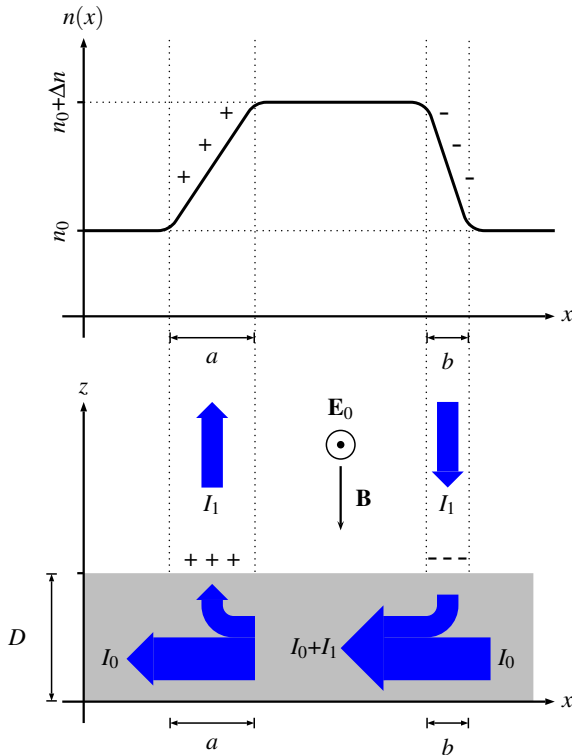 n(x)
n₀+Δn
+
+
+
-
-
-
n₀
x
a
b
z
E₀
B
I₁
I₁
+ + +
- - - -
D
I₀
I₀+I₁
I₀
x
a
b